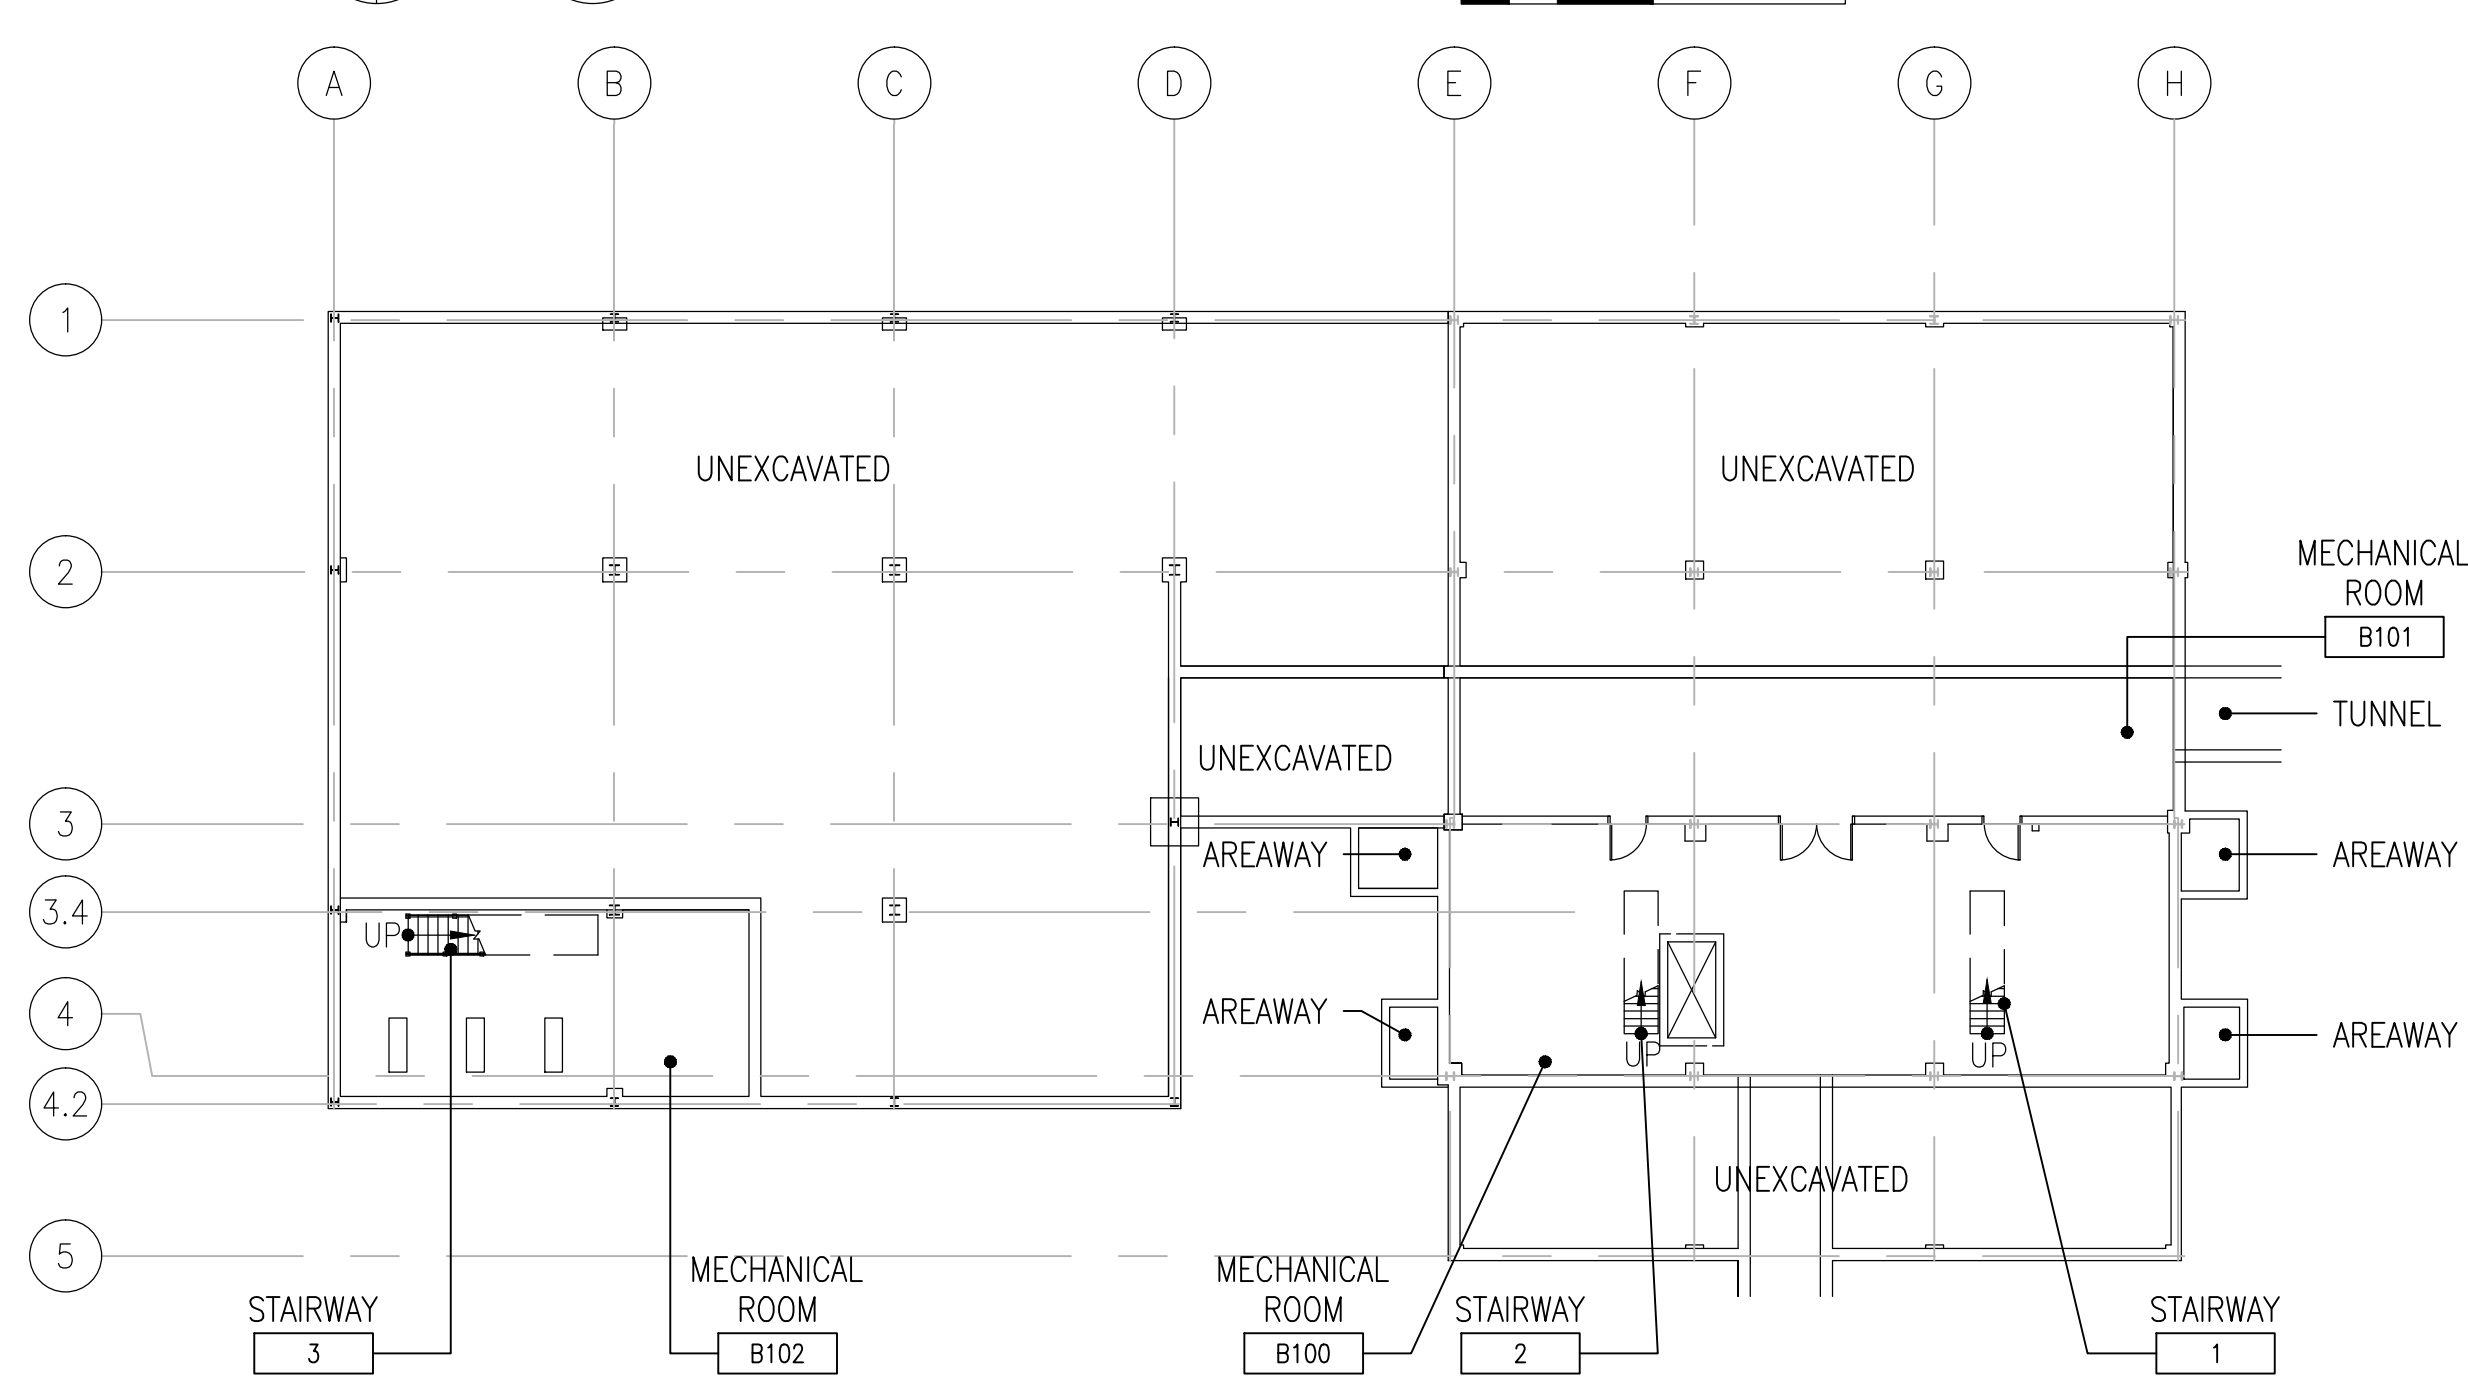 A B C D E F G H
1
UNEXCAVATED UNEXCAVATED
2
MECHANICAL
ROOM
B101
TUNNEL
UNEXCAVATED
3
AREAWAY AREAWAY
3.4
UP
4
AREAWAY AREAWAY
UP UP
4.2
UNEXCAVATED
5
MECHANICAL MECHANICAL
STAIRWAY ROOM ROOM STAIRWAY STAIRWAY
3 B102 B100 2 1